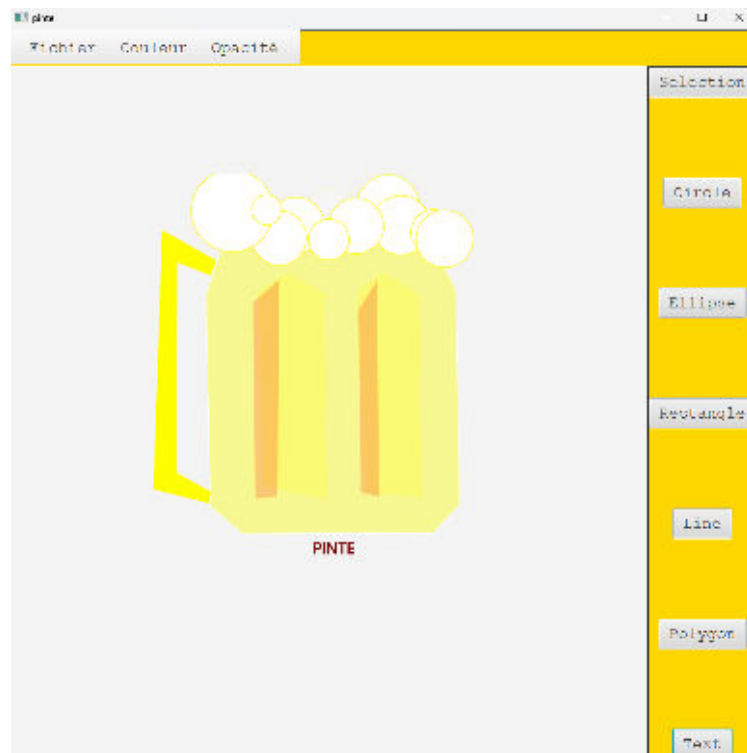 pinte
Fichier Couleur Opacité
Selection
Circle
Ellipse
Rectangle
Line
Polygon
Text
PINTE